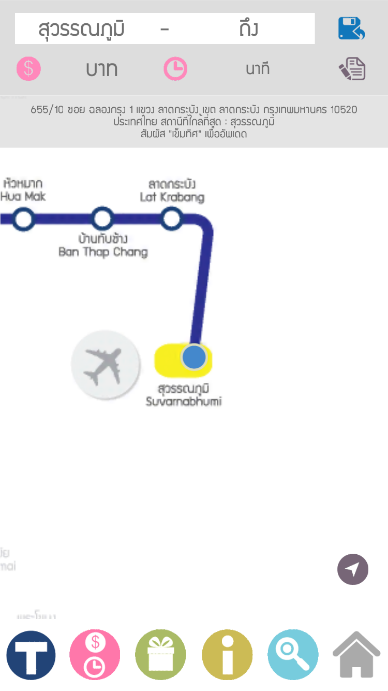 สุวรรณภูมิ - ถึง
$ บาท นาที
655/10 ซอย ฉลองกรุง 1 แขวง ลาดกระบัง เขต ลาดกระบัง กรุงเทพมหานคร 10520
ประเทศไทย สถานีที่ใกล้ที่สุด : สุวรรณภูมิ
สัมผัส "เข็มทิศ" เพื่ออัพเดด
หัวหมาก
Hua Mak
ลาดกระบัง
Lat Krabang
บ้านทับช้าง
Ban Thap Chang
สุวรรณภูมิ
Suvarnabhumi
mai
T $ i